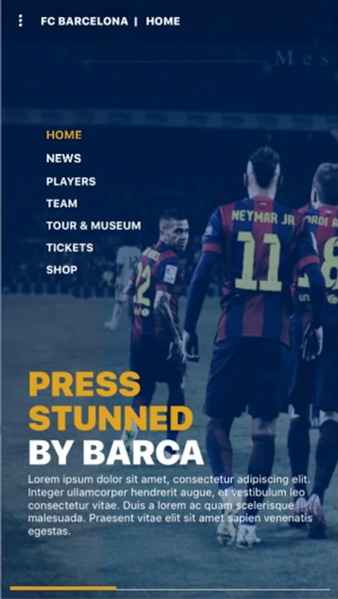 FC BARCELONA | HOME
Mes
HOME
NEWS
PLAYERS
TEAM
TOUR & MUSEUM
TICKETS
SHOP
NEYMAR JR
11
22
8
PRESS
STUNNED
BY BARCA
Lorem ipsum dolor sit amet, consectetur adipiscing elit.
Integer ullamcorper hendrerit augue, et vestibulum leo
consectetur vitae. Duis a lorem ac quam scelerisque
malesuada. Praesent vitae elit sit amet sapien venenatis
egestas.